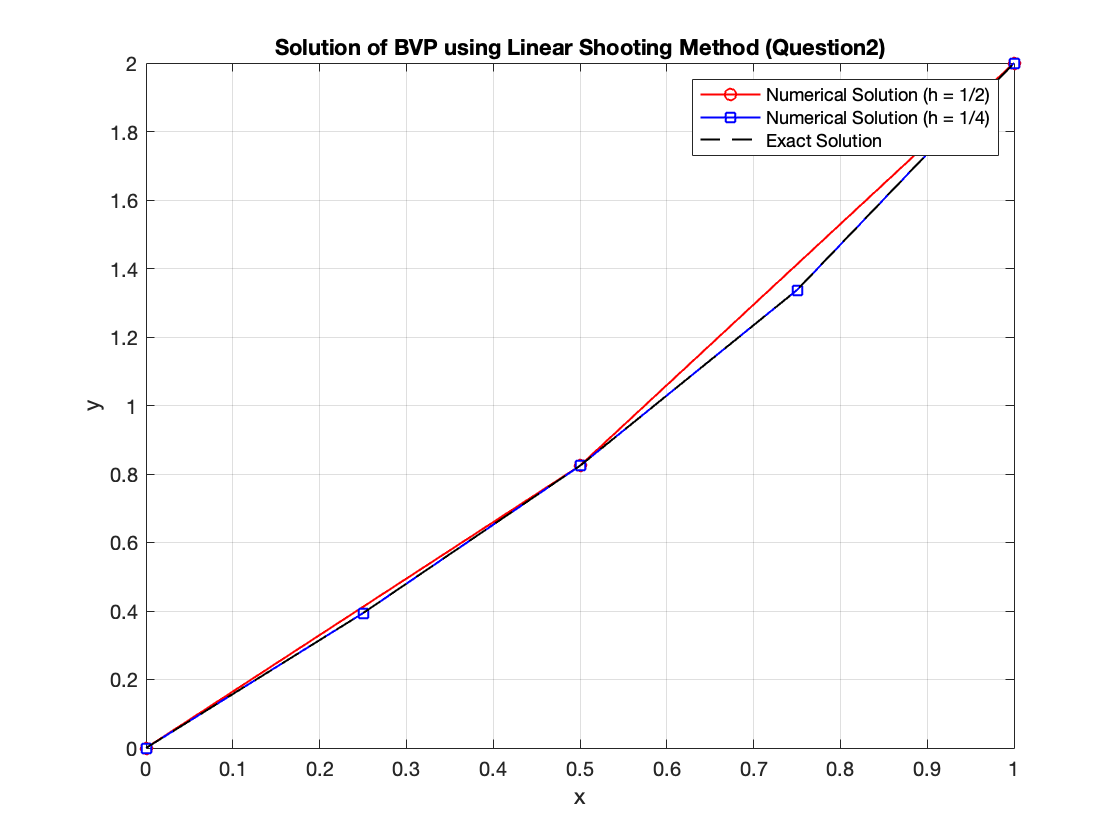 Solution of BVP using Linear Shooting Method (Question2)
Numerical Solution (h = 1/2)
Numerical Solution (h = 1/4)
Exact Solution
y
2
1.8
1.6
1.4
1.2
1
0.8
0.6
0.4
0.2
0
0 0.1 0.2 0.3 0.4 0.5 0.6 0.7 0.8 0.9 1
x